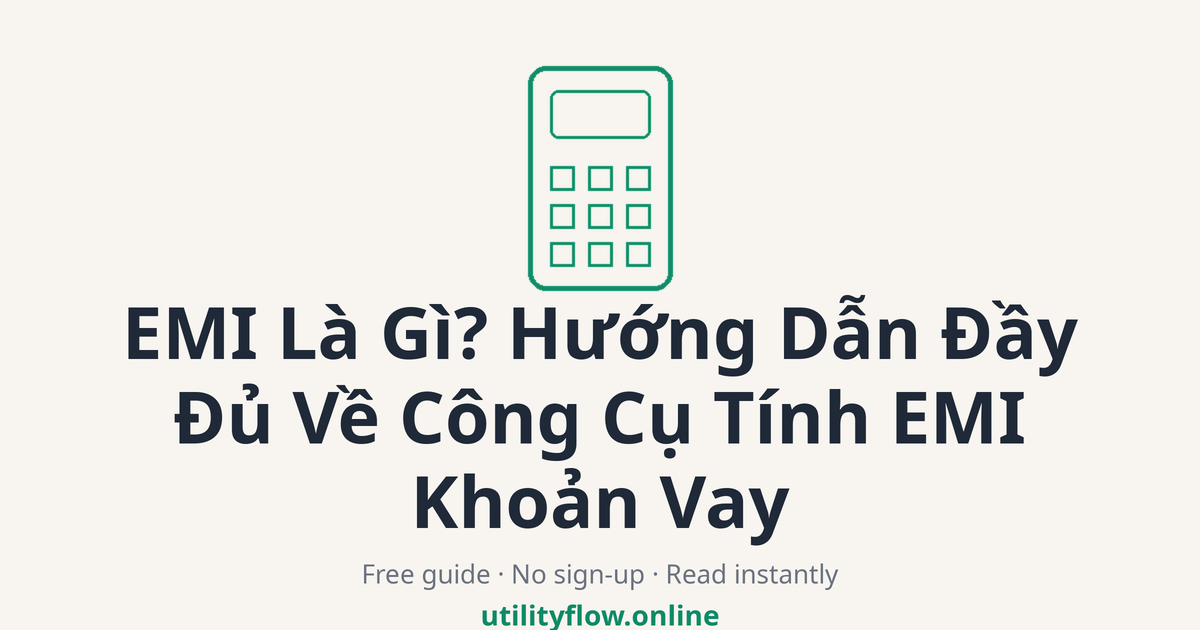 EMI Là Gì? Hướng Dẫn Đầy
Đủ Về Công Cụ Tính EMI
Khoản Vay
Free guide · No sign-up · Read instantly
utilityflow.online